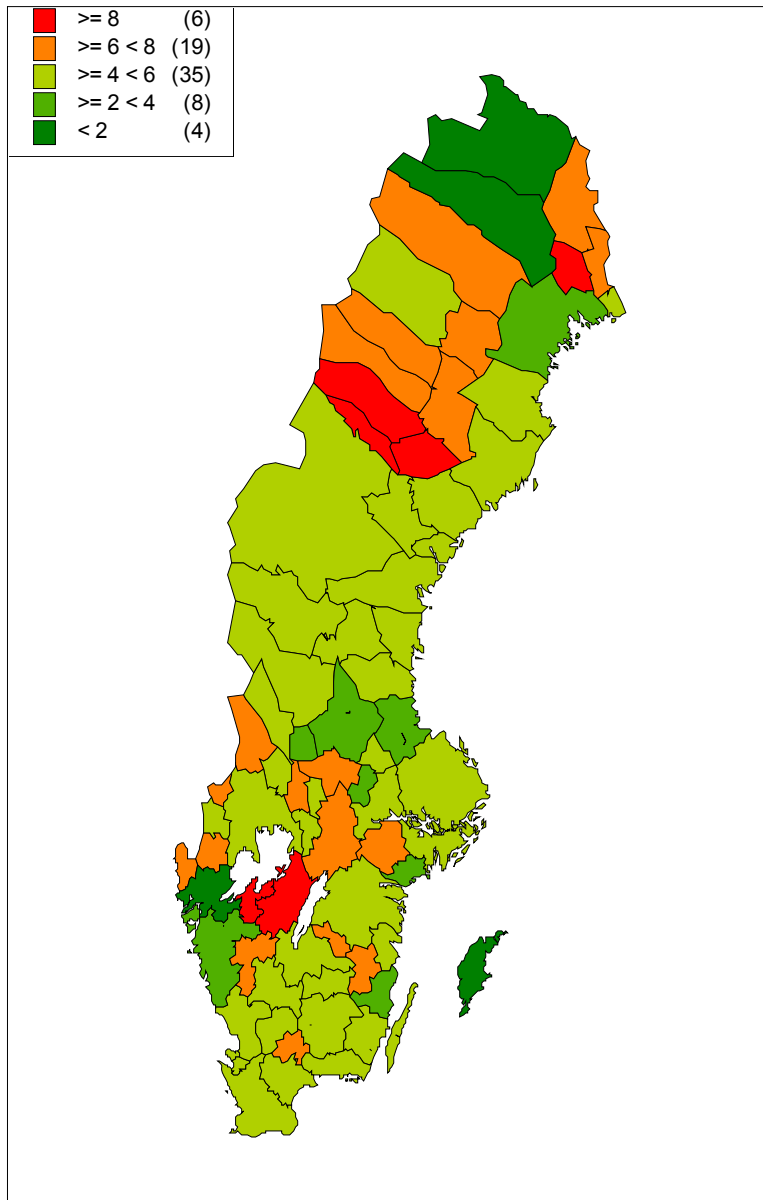 >= 8 (6)
>= 6 < 8 (19)
>= 4 < 6 (35)
>= 2 < 4 (8)
< 2 (4)